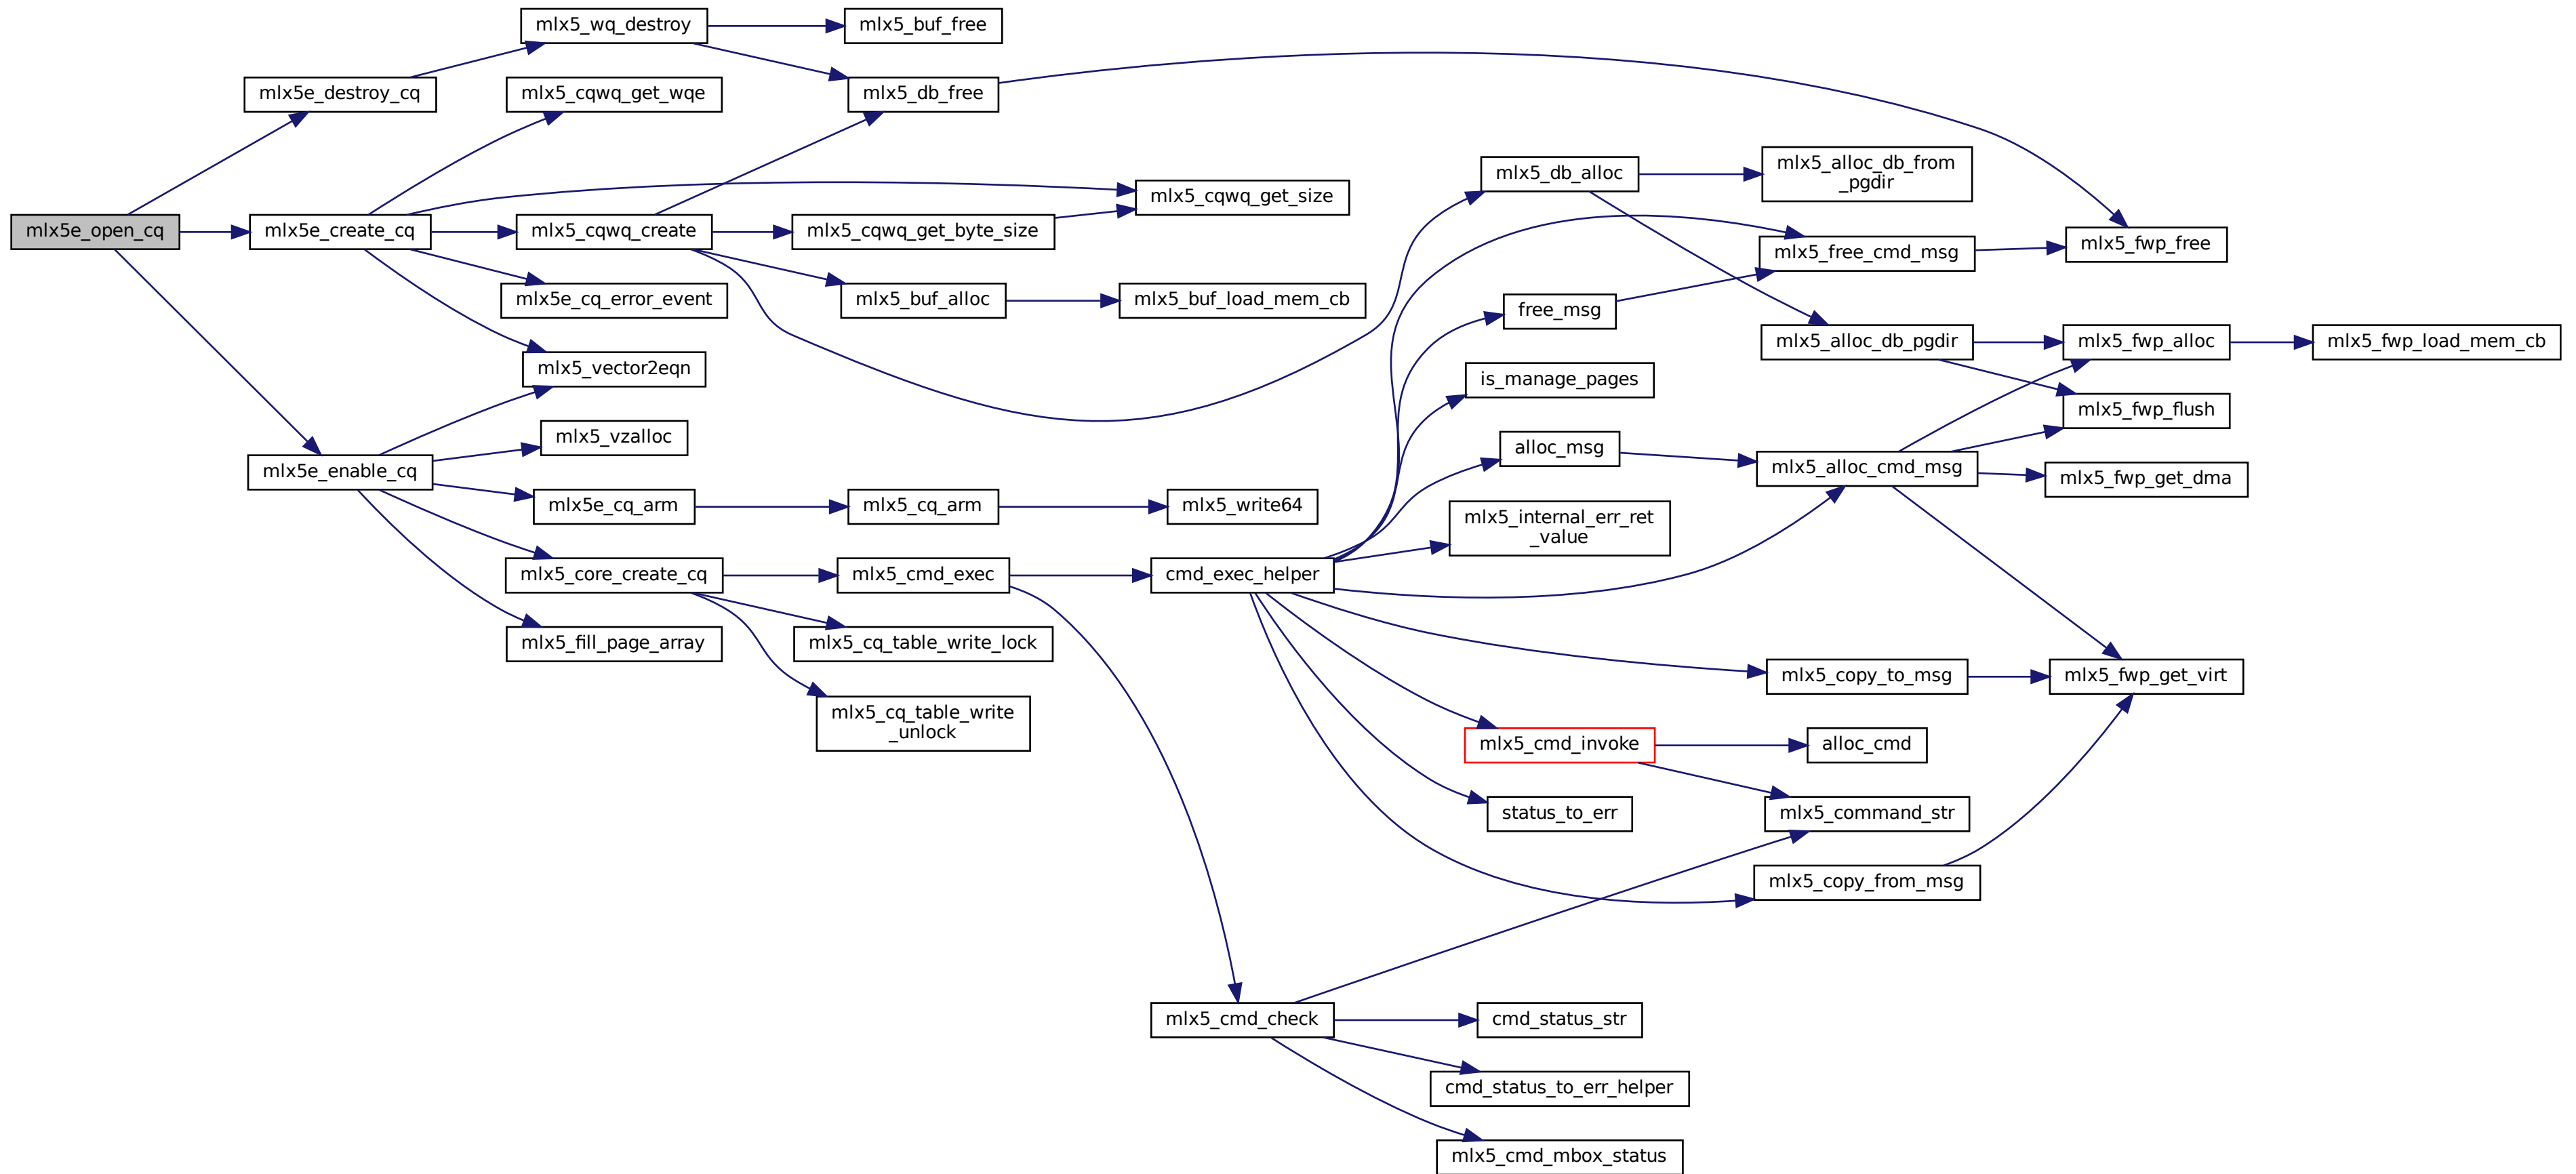 mlx5e_open_cq
mlx5e_destroy_cq
mlx5e_create_cq
mlx5e_enable_cq
mlx5_wq_destroy
mlx5_cqwq_get_wqe
mlx5_cqwq_create
mlx5e_cq_error_event
mlx5_vector2eqn
mlx5_vzalloc
mlx5e_cq_arm
mlx5_core_create_cq
mlx5_fill_page_array
mlx5_buf_free
mlx5_db_free
mlx5_cqwq_get_byte_size
mlx5_buf_alloc
mlx5_cq_arm
mlx5_cmd_exec
mlx5_cq_table_write_lock
mlx5_cq_table_write
_unlock
mlx5_cqwq_get_size
mlx5_buf_load_mem_cb
mlx5_write64
cmd_exec_helper
mlx5_cmd_check
mlx5_db_alloc
free_msg
is_manage_pages
alloc_msg
mlx5_internal_err_ret
_value
mlx5_cmd_invoke
status_to_err
cmd_status_str
cmd_status_to_err_helper
mlx5_cmd_mbox_status
mlx5_alloc_db_from
_pgdir
mlx5_free_cmd_msg
mlx5_alloc_db_pgdir
mlx5_alloc_cmd_msg
mlx5_copy_to_msg
alloc_cmd
mlx5_command_str
mlx5_copy_from_msg
mlx5_fwp_free
mlx5_fwp_alloc
mlx5_fwp_flush
mlx5_fwp_get_dma
mlx5_fwp_get_virt
mlx5_fwp_load_mem_cb